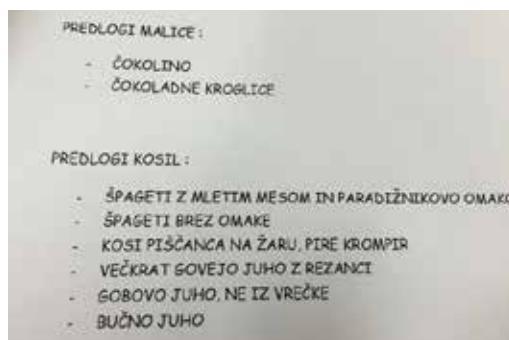 PREDLOGI MALICE :
- ČOKOLINO
- ČOKOLADNE KROGLICE
PREDLOGI KOSIL :
- ŠPAGETI Z MLETIM MESOM IN PARADIŽNIKOVO OMAKO
- ŠPAGETI BREZ OMAKE
- KOSI PIŠČANCA NA ŽARU, PIRE KROMPIR
- VEČKRAT GOVEJO JUHO Z REZANCI
- GOBOVO JUHO, NE IZ VREČKE
- BUČNO JUHO